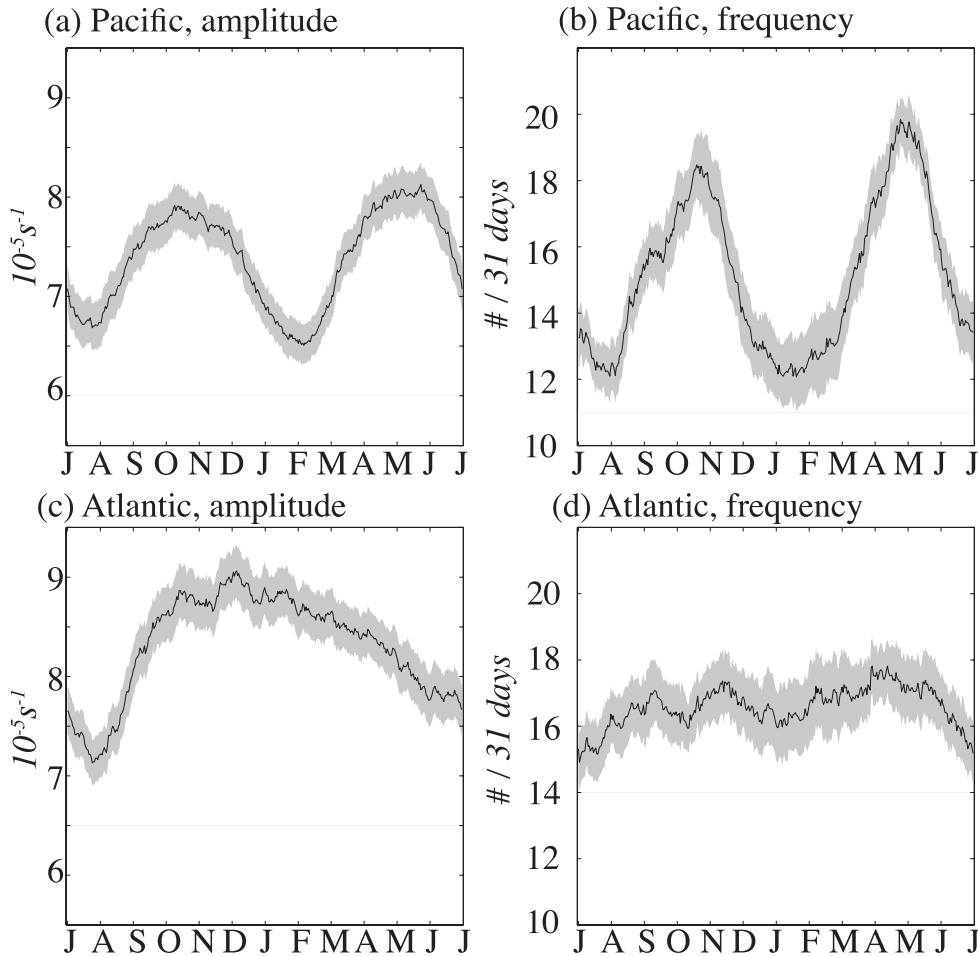 (a) Pacific, amplitude
9
8
7
6
10⁻⁵s⁻¹
J A S O N D J F M A M J J
(b) Pacific, frequency
20
18
16
14
12
10
# / 31 days
J A S O N D J F M A M J J
(c) Atlantic, amplitude
9
8
7
6
10⁻⁵s⁻¹
J A S O N D J F M A M J J
(d) Atlantic, frequency
20
18
16
14
12
10
# / 31 days
J A S O N D J F M A M J J